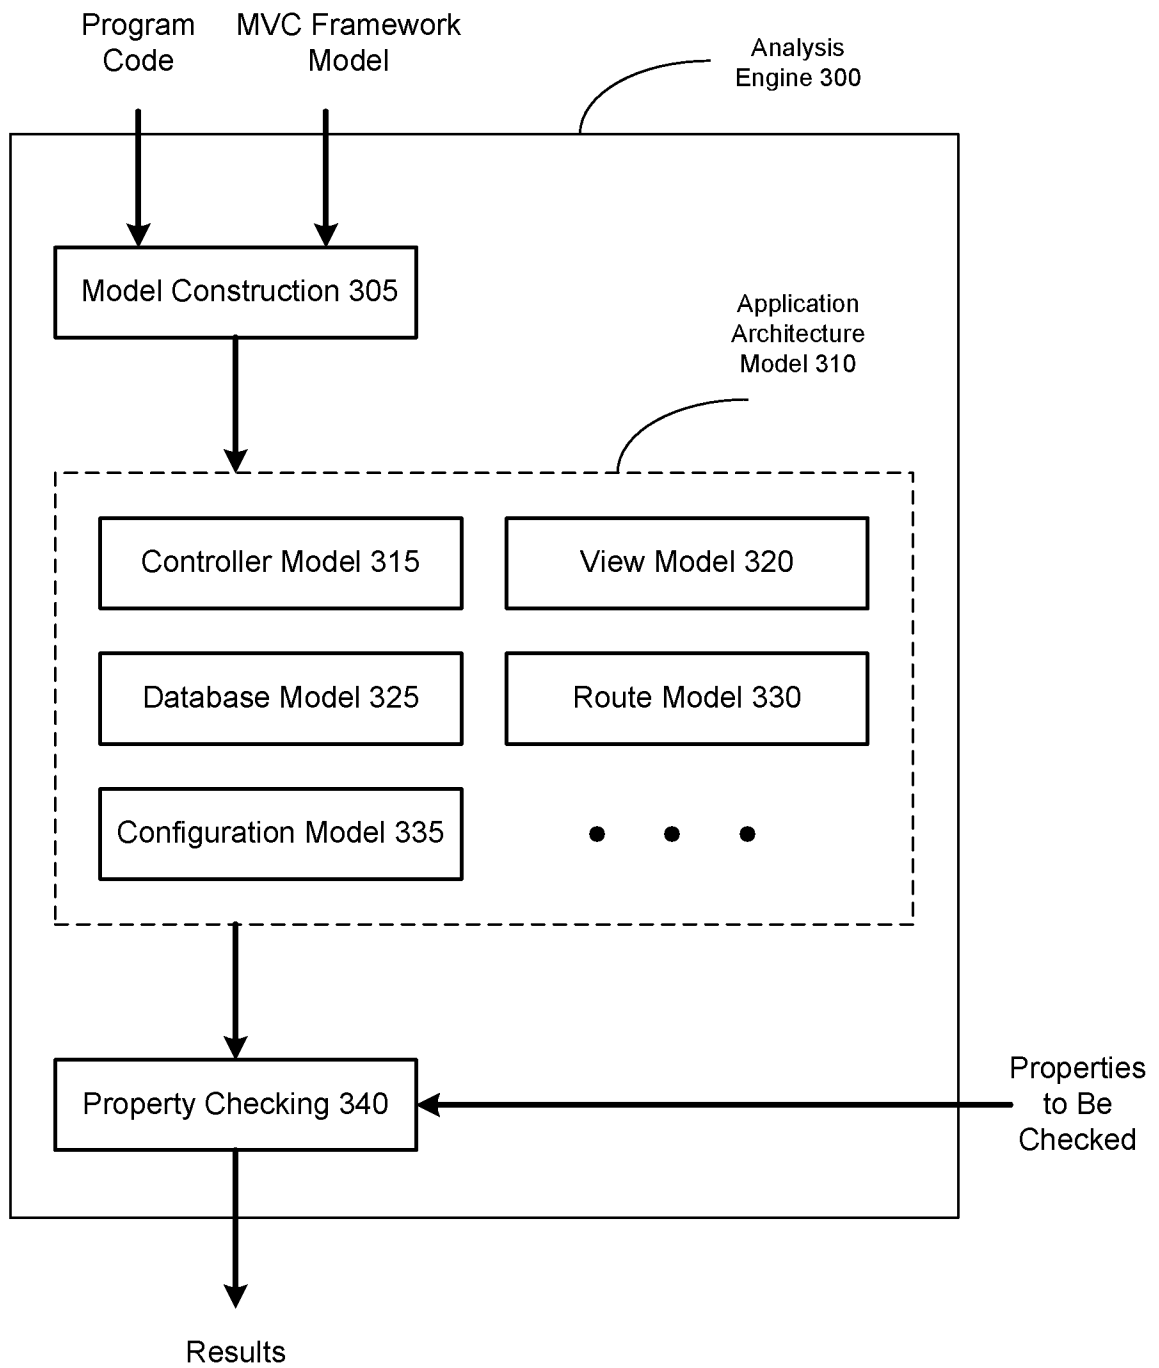 Program
Code
MVC Framework
Model
Analysis
Engine 300
Model Construction 305
Application
Architecture
Model 310
Controller Model 315
View Model 320
Database Model 325
Route Model 330
Configuration Model 335
Property Checking 340
Properties
to Be
Checked
Results